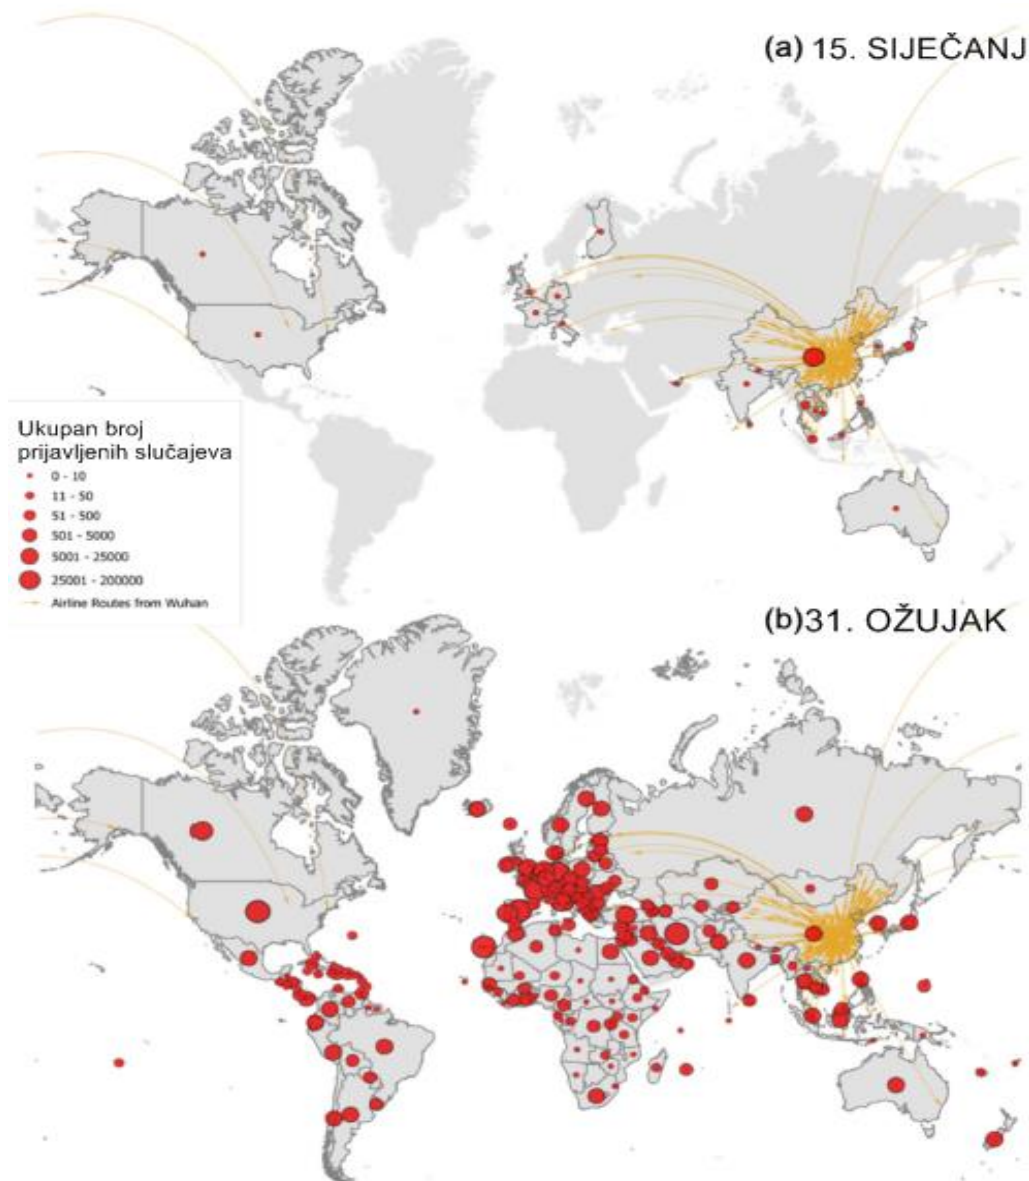 (a) 15. SIJEČANJ
Ukupan broj
prijavljenih slučajeva
0 - 10
11 - 50
51 - 500
501 - 5000
5001 - 25000
25001 - 200000
Airline Routes from Wuhan
(b) 31. OŽUJAK